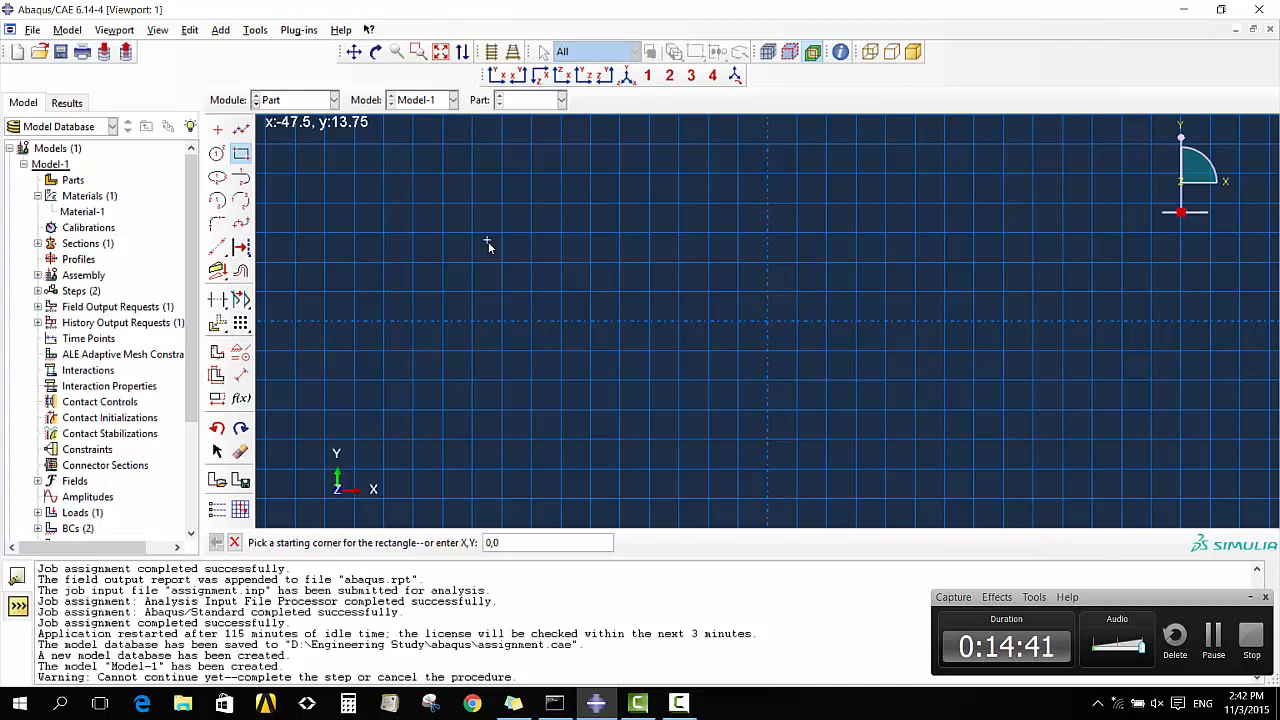 Abaqus/CAE 6.14-4 [Viewport: 1]
File Model Viewport View Edit Add Tools Plug-ins Help
All
1 2 3 4
Model Results Module: Part Model: Model-1 Part:
x:-47.5, y:13.75
Model Database
Models (1)
Model-1
Parts
Materials (1)
Material-1
Calibrations
Sections (1)
Profiles
Assembly
Steps (2)
Field Output Requests (1)
History Output Requests (1)
Time Points
ALE Adaptive Mesh Constra
Interactions
Interaction Properties
Contact Controls
Contact Initializations
Contact Stabilizations
Constraints
Connector Sections
Fields
Amplitudes
Loads (1)
BCs (2)
f(x)
Y
Z X
Y
Z X
Pick a starting corner for the rectangle--or enter X,Y: 0,0
SIMULIA
Job assignment completed successfully.
The field output report was appended to file "abaqus.rpt".
The job input file "assignment.inp" has been submitted for analysis.
Job assignment: Analysis Input File Processor completed successfully.
Job assignment: Abaqus/Standard completed successfully.
Job assignment completed successfully.
Application restarted after 115 minutes of idle time; the license will be checked within the next 3 minutes.
The model database has been saved to "D:\Engineering Study\abaqus\assignment.cae".
A new model database has been created.
The model "Model-1" has been created.
Warning: Cannot continue yet--complete the step or cancel the procedure.
Capture Effects Tools Help
Duration
0:14:41
Audio
Delete Pause Stop
ENG
2:42 PM
11/3/2015